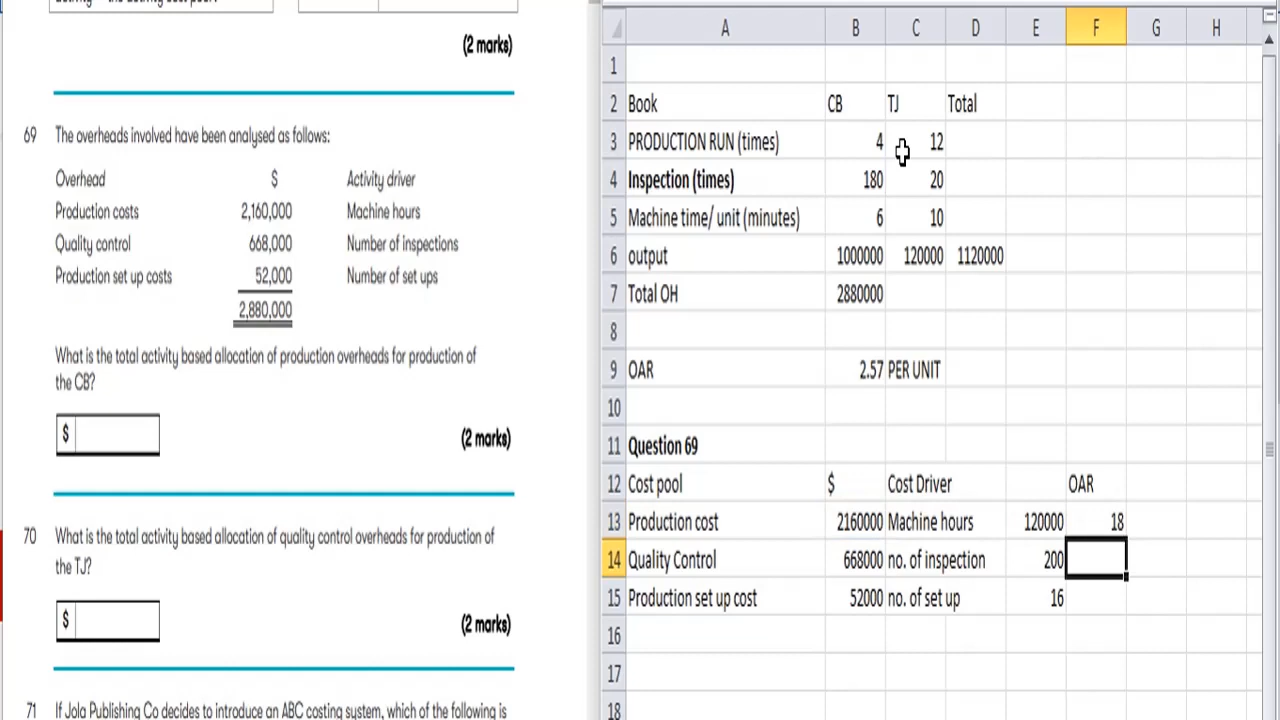 (2 marks)
69 The overheads involved have been analysed as follows:
Overhead $ Activity driver
Production costs 2,160,000 Machine hours
Quality control 668,000 Number of inspections
Production set up costs 52,000 Number of set ups
2,880,000
What is the total activity based allocation of production overheads for production of
the CB?
$
(2 marks)
70 What is the total activity based allocation of quality control overheads for production of
the TJ?
$
(2 marks)
71 If Jola Publishing Co decides to introduce an ABC costing system, which of the following is
A B C D E F G H
1
2 Book CB TJ Total
3 PRODUCTION RUN (times) 4 12
4 Inspection (times) 180 20
5 Machine time/ unit (minutes) 6 10
6 output 1000000 120000 1120000
7 Total OH 2880000
8
9 OAR 2.57 PER UNIT
10
11 Question 69
12 Cost pool $ Cost Driver OAR
13 Production cost 2160000 Machine hours 120000 18
14 Quality Control 668000 no. of inspection 200
15 Production set up cost 52000 no. of set up 16
16
17
18